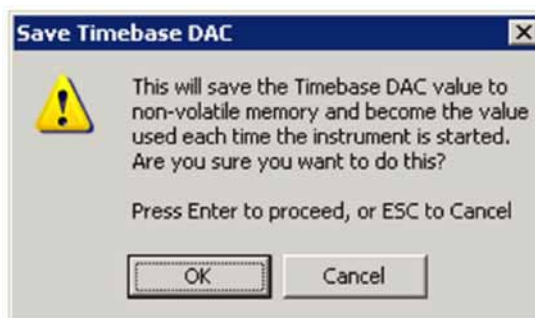 Save Timebase DAC
This will save the Timebase DAC value to
non-volatile memory and become the value
used each time the instrument is started.
Are you sure you want to do this?
Press Enter to proceed, or ESC to Cancel
OK
Cancel